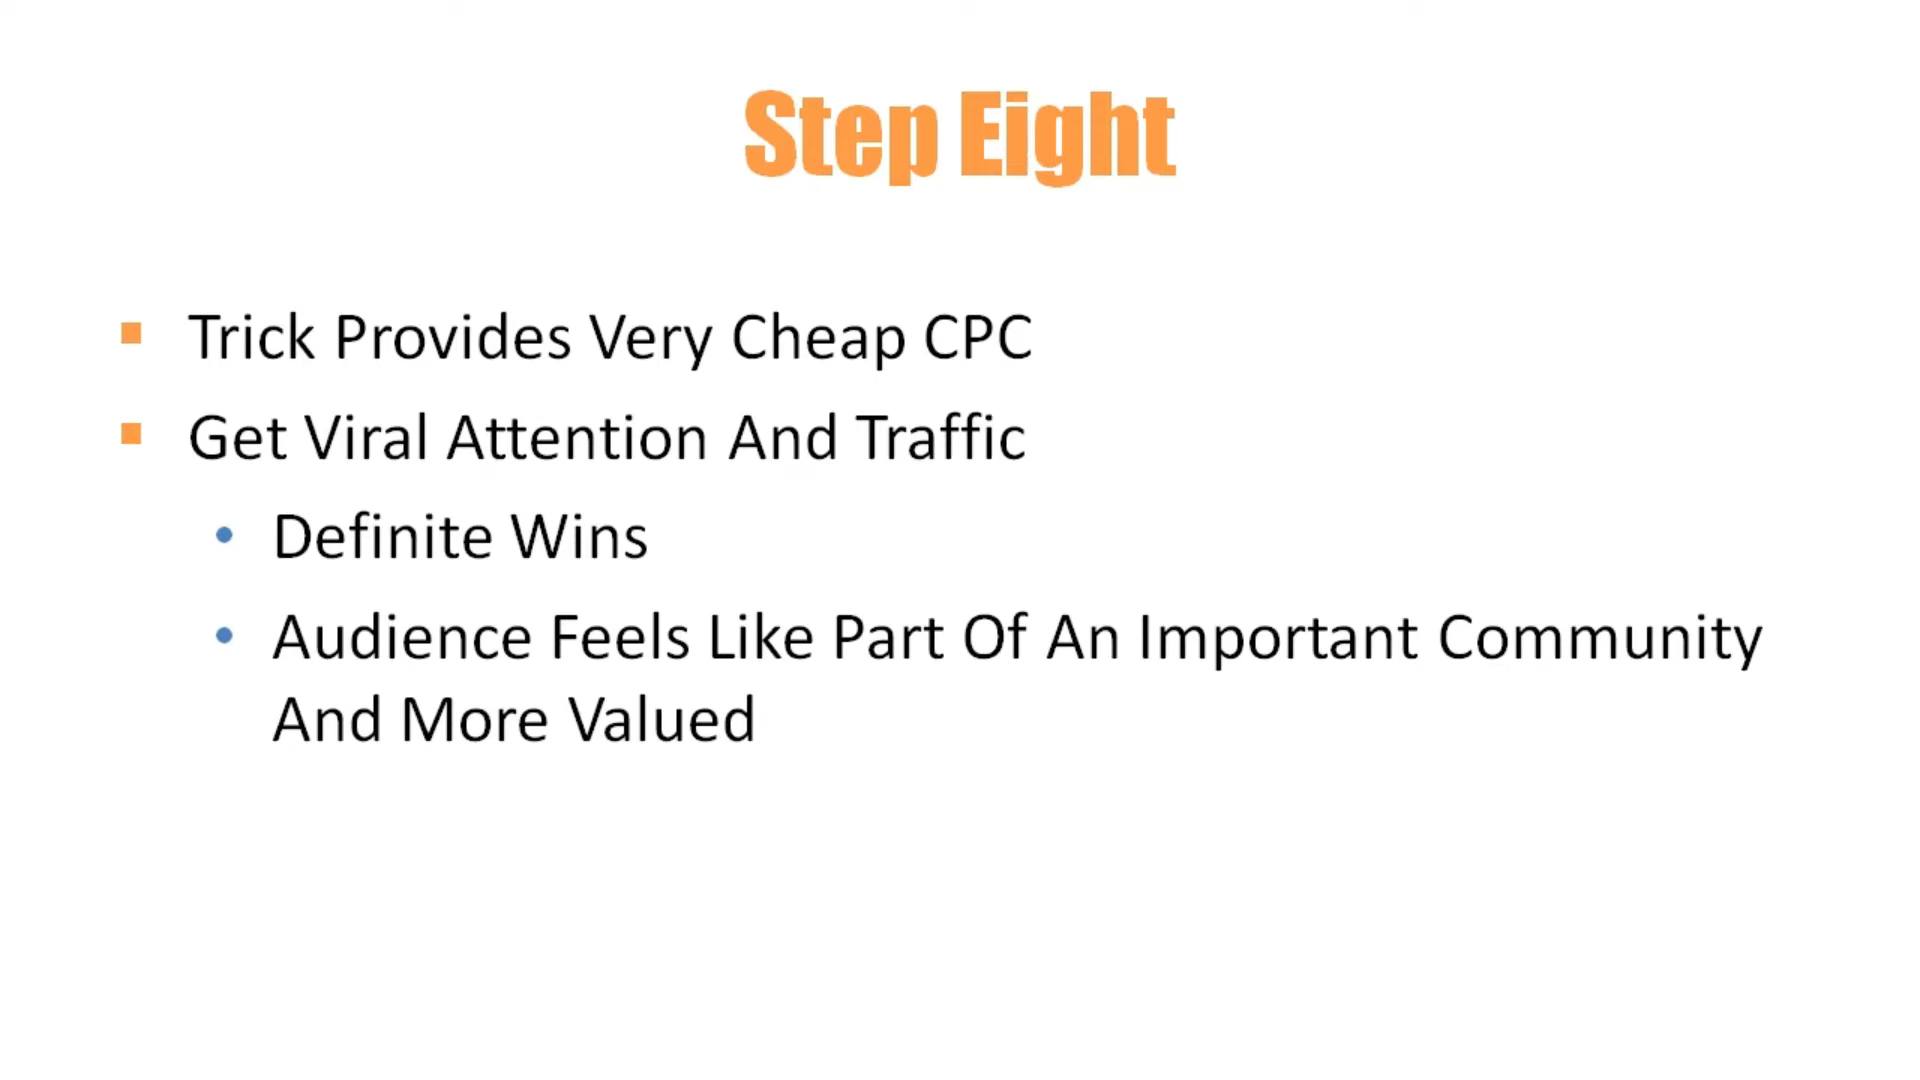 Step Eight
Trick Provides Very Cheap CPC
Get Viral Attention And Traffic
Definite Wins
Audience Feels Like Part Of An Important Community
And More Valued